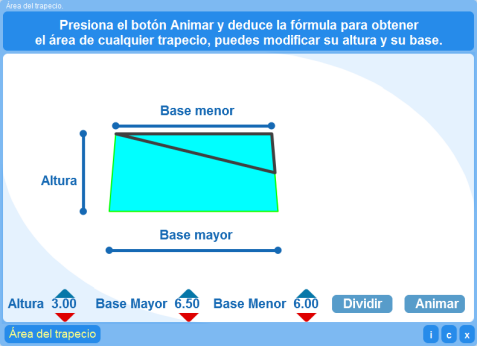 Área del trapecio.
Presiona el botón Animar y deduce la fórmula para obtener
el área de cualquier trapecio, puedes modificar su altura y su base.
Base menor
Altura
Base mayor
Altura 3.00 Base Mayor 6.50 Base Menor 6.00 Dividir Animar
Área del trapecio i c x